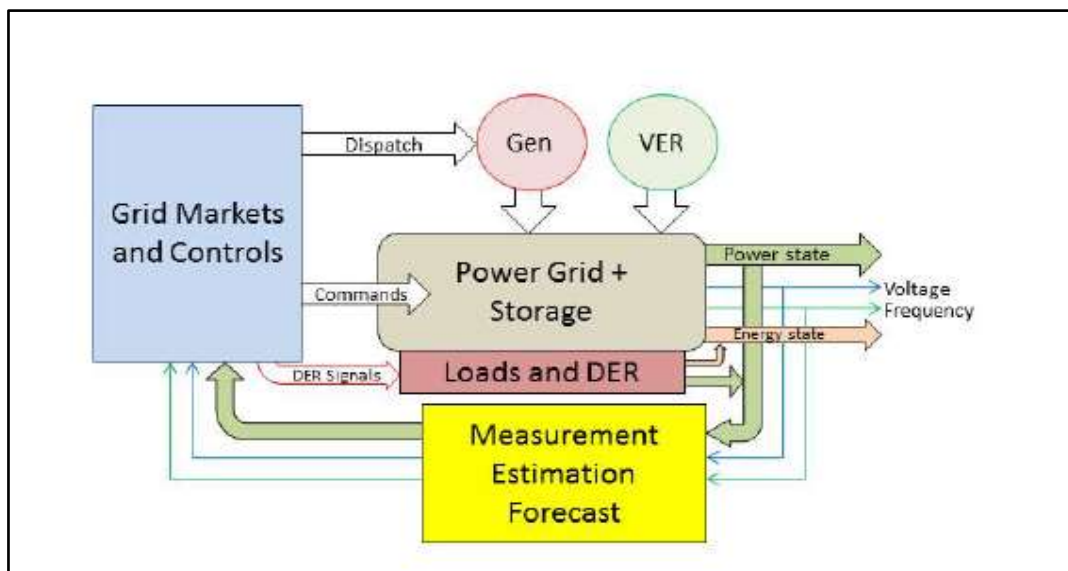 Dispatch
Gen
VER
Grid Markets
and Controls
Power Grid +
Storage
Power state
Commands
Voltage
Frequency
Energy state
DER Signals
Loads and DER
Measurement
Estimation
Forecast